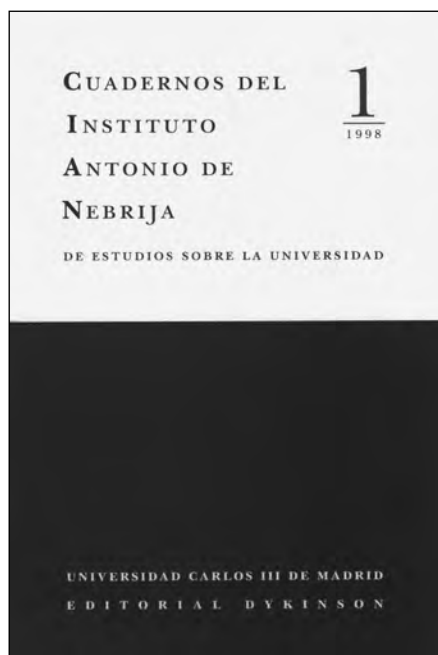 CUADERNOS DEL
INSTITUTO
ANTONIO DE
NEBRIJA
1
1998
DE ESTUDIOS SOBRE LA UNIVERSIDAD
UNIVERSIDAD CARLOS III DE MADRID
EDITORIAL DYKINSON